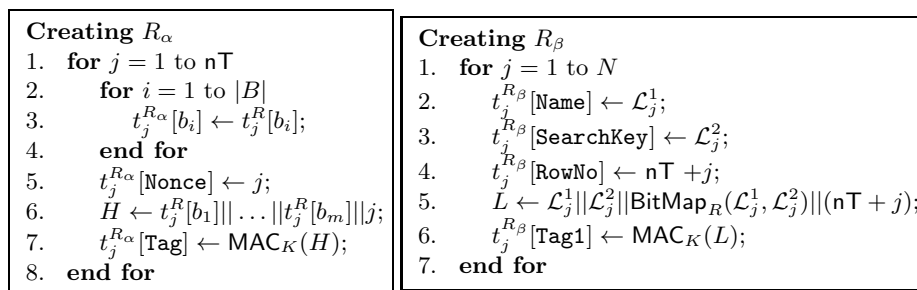 Creating R_α
1. for j = 1 to nT
2. for i = 1 to |B|
3. t_j^{R_α}[b_i] ← t_j^R[b_i];
4. end for
5. t_j^{R_α}[Nonce] ← j;
6. H ← t_j^R[b_1]||...||t_j^R[b_m]||j;
7. t_j^{R_α}[Tag] ← MAC_K(H);
8. end for
Creating R_β
1. for j = 1 to N
2. t_j^{R_β}[Name] ← ℒ_j^1;
3. t_j^{R_β}[SearchKey] ← ℒ_j^2;
4. t_j^{R_β}[RowNo] ← nT +j;
5. L ← ℒ_j^1||ℒ_j^2||BitMap_R(ℒ_j^1, ℒ_j^2)||(nT + j);
6. t_j^{R_β}[Tag1] ← MAC_K(L);
7. end for